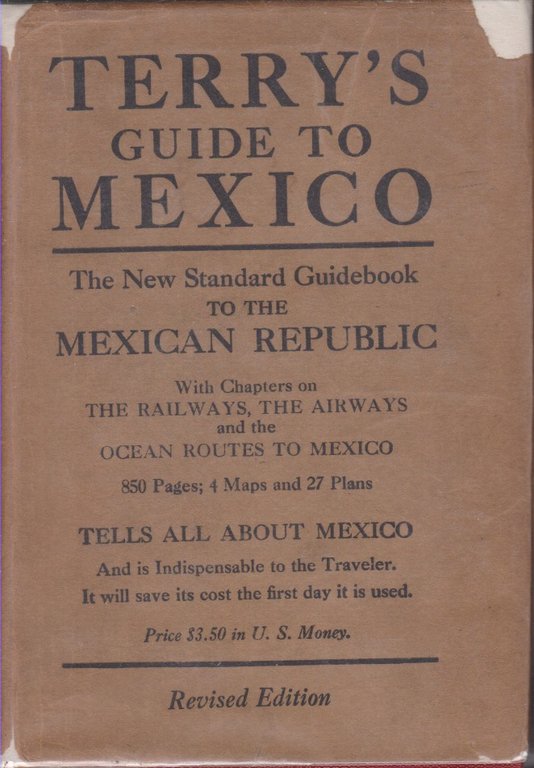 TERRY'S
GUIDE TO
MEXICO
The New Standard Guidebook
TO THE
MEXICAN REPUBLIC
With Chapters on
THE RAILWAYS, THE AIRWAYS
and the
OCEAN ROUTES TO MEXICO
850 Pages; 4 Maps and 27 Plans
TELLS ALL ABOUT MEXICO
And is Indispensable to the Traveler.
It will save its cost the first day it is used.
Price $3.50 in U. S. Money.
Revised Edition